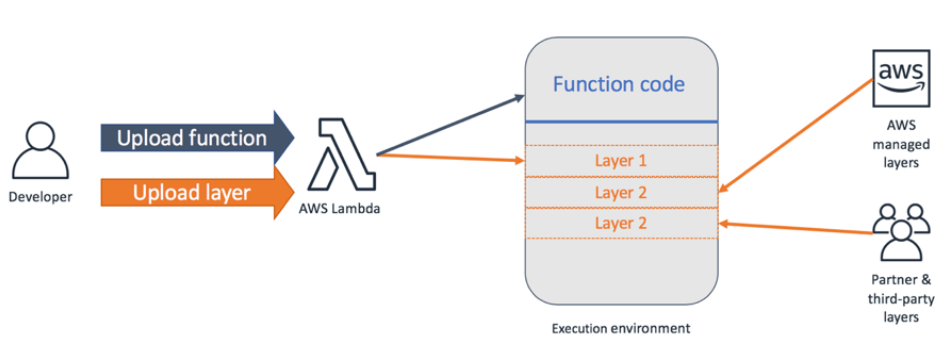 Upload function
Upload layer
Developer
AWS Lambda
Function code
Layer 1
Layer 2
Layer 2
Execution environment
aws
AWS
managed
layers
Partner &
third-party
layers